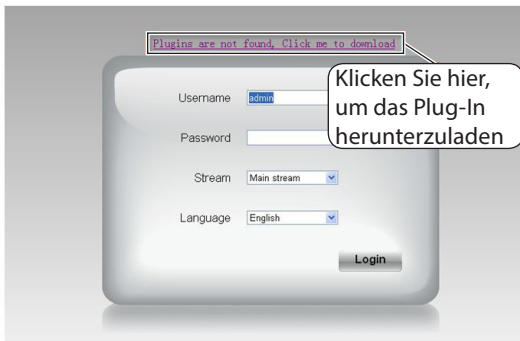 Plugins are not found, Click me to download
Klicken Sie hier,
um das Plug-In
herunterzuladen
Username admin
Password
Stream Main stream
Language English
Login